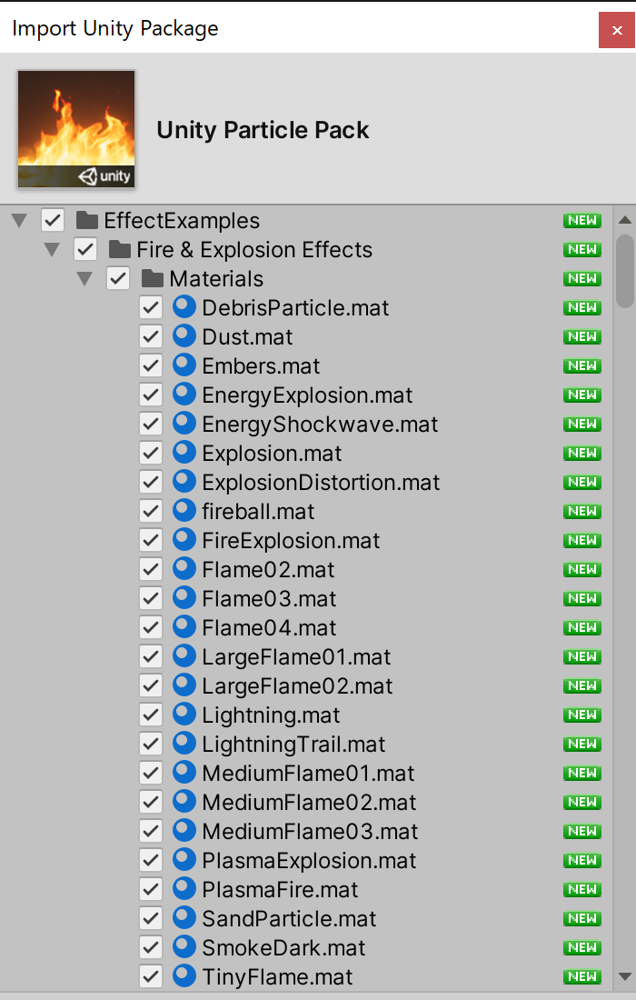 Import Unity Package
unity
Unity Particle Pack
EffectExamples NEW
Fire & Explosion Effects NEW
Materials NEW
DebrisParticle.mat NEW
Dust.mat NEW
Embers.mat NEW
EnergyExplosion.mat NEW
EnergyShockwave.mat NEW
Explosion.mat NEW
ExplosionDistortion.mat NEW
fireball.mat NEW
FireExplosion.mat NEW
Flame02.mat NEW
Flame03.mat NEW
Flame04.mat NEW
LargeFlame01.mat NEW
LargeFlame02.mat NEW
Lightning.mat NEW
LightningTrail.mat NEW
MediumFlame01.mat NEW
MediumFlame02.mat NEW
MediumFlame03.mat NEW
PlasmaExplosion.mat NEW
PlasmaFire.mat NEW
SandParticle.mat NEW
SmokeDark.mat NEW
TinyFlame.mat NEW